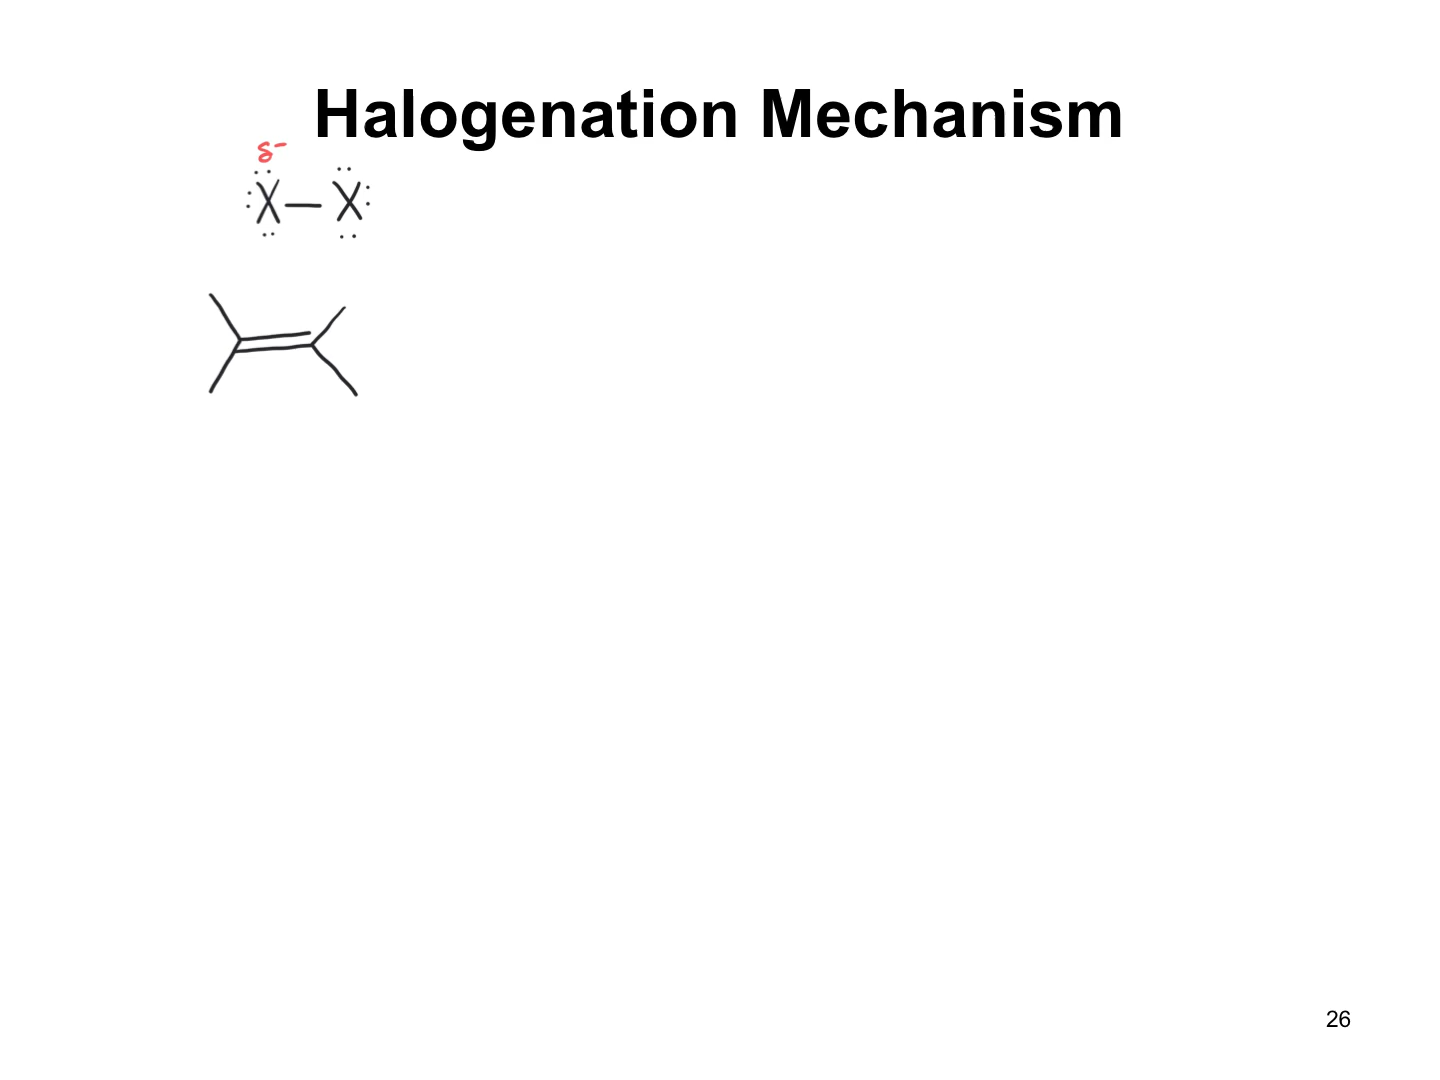 Halogenation Mechanism
δ-
X — X
26